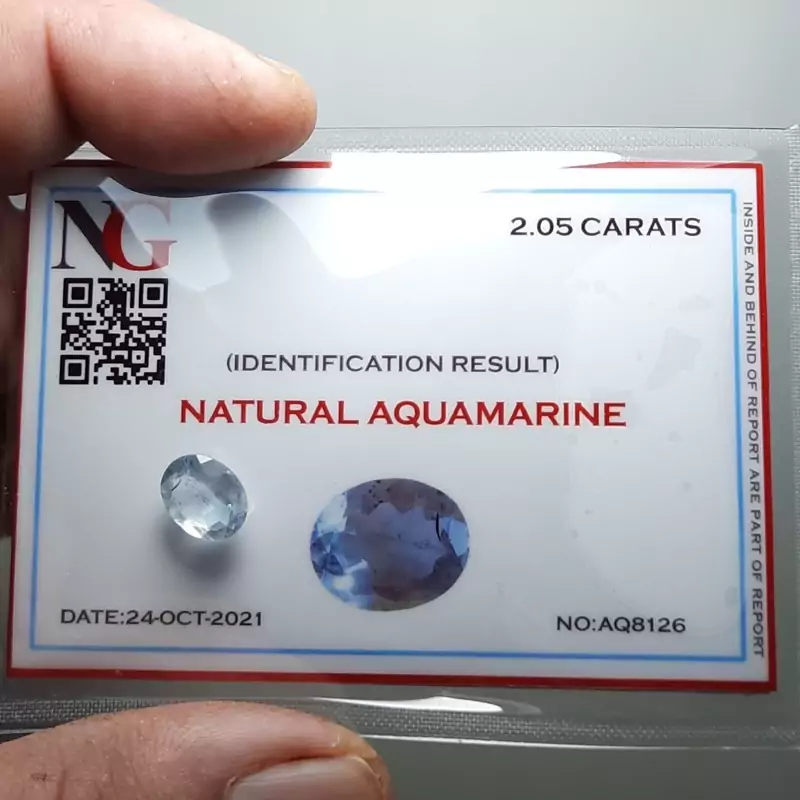 NG
2.05 CARATS
(IDENTIFICATION RESULT)
NATURAL AQUAMARINE
DATE:24-OCT-2021
NO:AQ8126
INSIDE AND BEHIND OF REPORT ARE PART OF REPORT